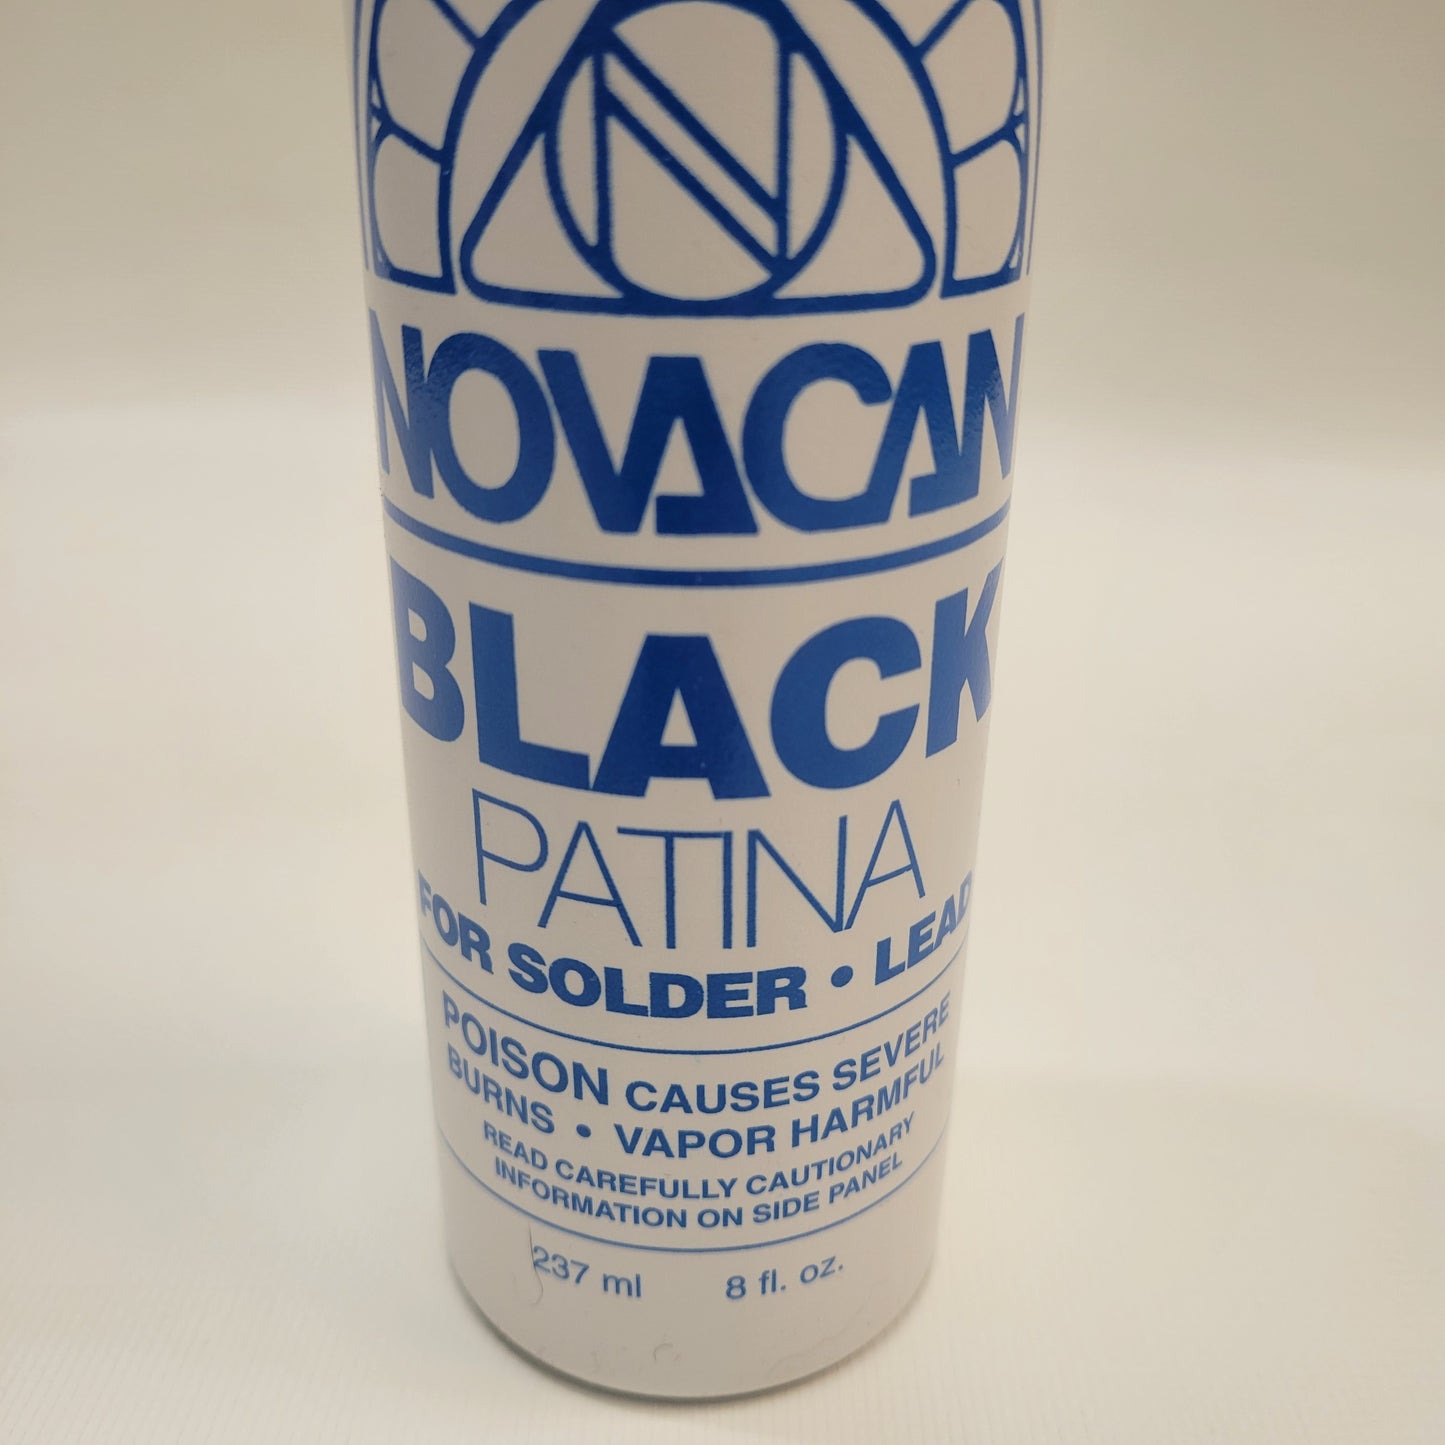 N
NOVACAN
BLACK
PATINA
FOR SOLDER • LEAD
POISON CAUSES SEVERE
BURNS • VAPOR HARMFUL
READ CAREFULLY CAUTIONARY
INFORMATION ON SIDE PANEL
237 ml 8 fl. oz.